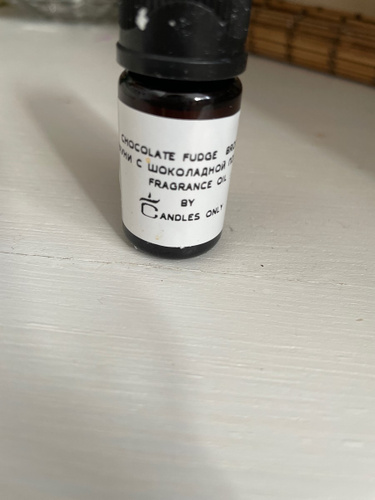 CHOCOLATE FUDGE
С ШОКОЛАДНОЙ
FRAGRANCE OIL
BY
CANDLES ONLY